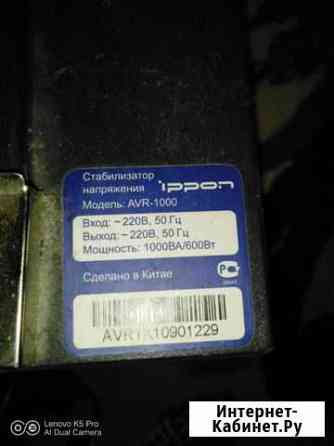 Стабилизатор
напряжения
ippon
Модель: AVR-1000
Вход: ~220В, 50 Гц
Выход: ~220В, 50 Гц
Мощность: 1000ВА/600Вт
Сделано в Китае
Lenovo K5 Pro
AI Dual Camera
Интернет-
Кабинет.Ру